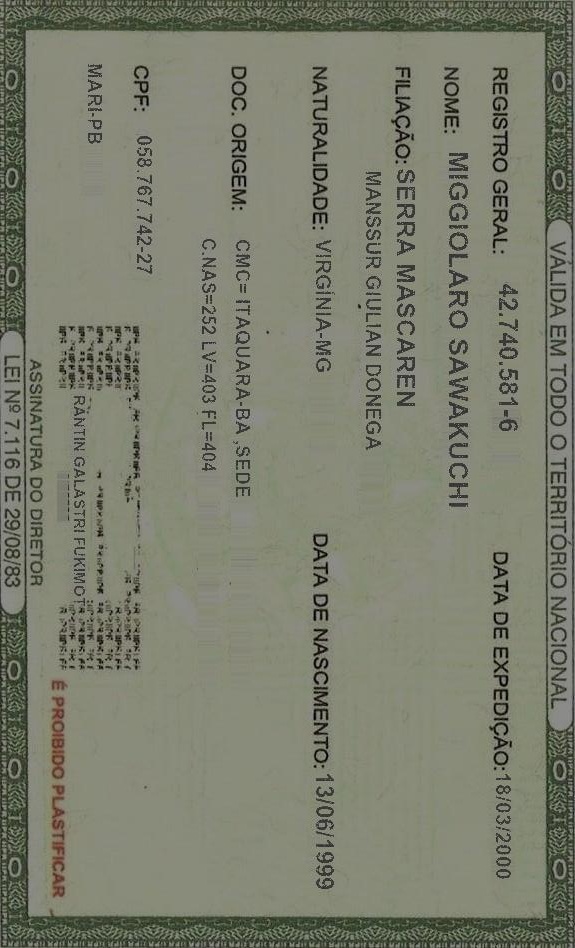 VÁLIDA EM TODO O TERRITÓRIO NACIONAL
REGISTRO GERAL: 42.740.581-6 DATA DE EXPEDIÇÃO: 18/03/2000
NOME: MIGGIOLARO SAWAKUCHI
FILIAÇÃO: SERRA MASCAREN
MANSSUR GIULIAN DONEGA
NATURALIDADE: VIRGÍNIA-MG DATA DE NASCIMENTO: 13/06/1999
DOC. ORIGEM: CMC= ITAQUARA-BA ,SEDE
C.NAS=252 LV=403 FL=404
CPF: 058.767.742-27
MARI-PB
RANTIN GALASTRI FUKIMOT
ASSINATURA DO DIRETOR
É PROIBIDO PLASTIFICAR
LEI Nº 7.116 DE 29/08/83